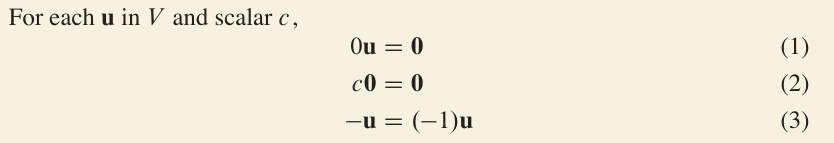 For each u in V and scalar c,
0u = 0 (1)
c0 = 0 (2)
−u = (−1)u (3)